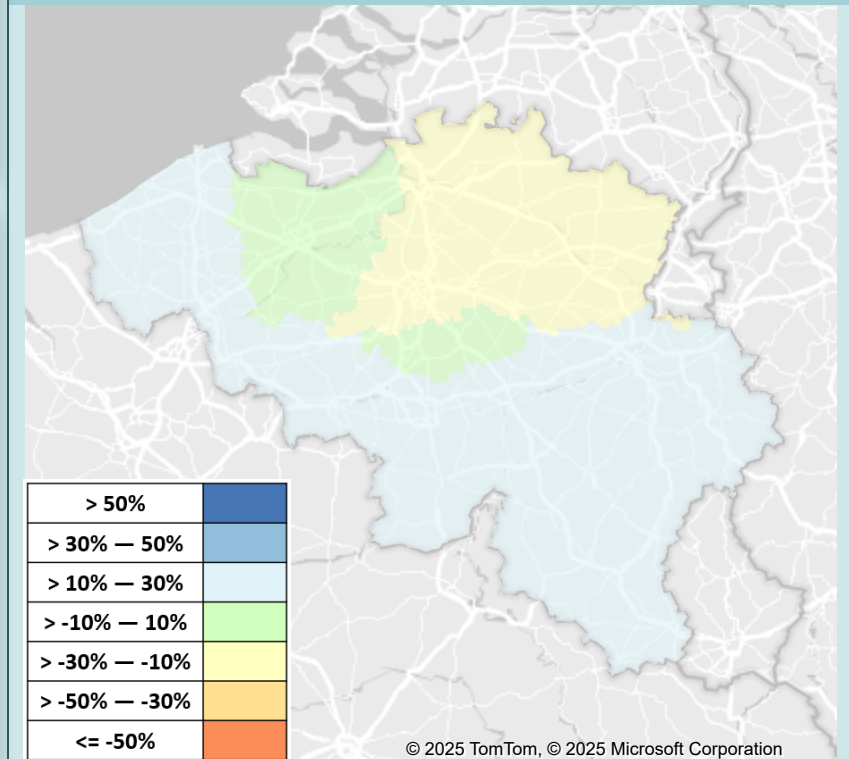 > 50%
> 30% — 50%
> 10% — 30%
> -10% — 10%
> -30% — -10%
> -50% — -30%
<= -50%
© 2025 TomTom, © 2025 Microsoft Corporation